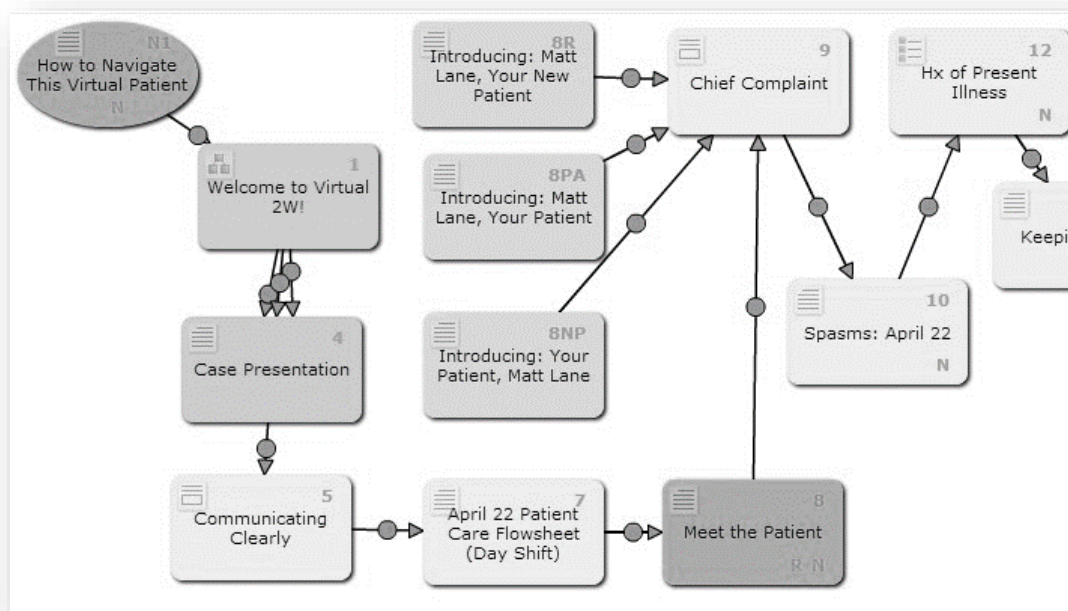 N1
How to Navigate
This Virtual Patient
N
1
Welcome to Virtual
2W!
4
Case Presentation
5
Communicating
Clearly
7
April 22 Patient
Care Flowsheet
(Day Shift)
8
Meet the Patient
R N
8R
Introducing: Matt
Lane, Your New
Patient
8PA
Introducing: Matt
Lane, Your Patient
8NP
Introducing: Your
Patient, Matt Lane
9
Chief Complaint
10
Spasms: April 22
N
12
Hx of Present
Illness
N
Keepi